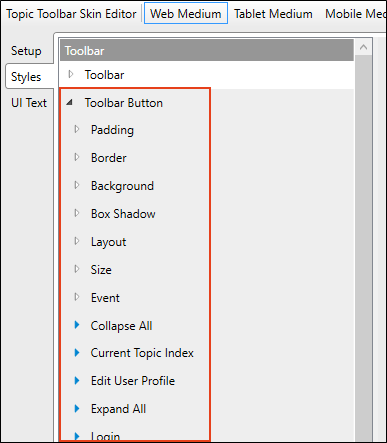 Topic Toolbar Skin Editor Web Medium Tablet Medium Mobile Me
Setup
Styles
UI Text
Toolbar
Toolbar
Toolbar Button
Padding
Border
Background
Box Shadow
Layout
Size
Event
Collapse All
Current Topic Index
Edit User Profile
Expand All
Login